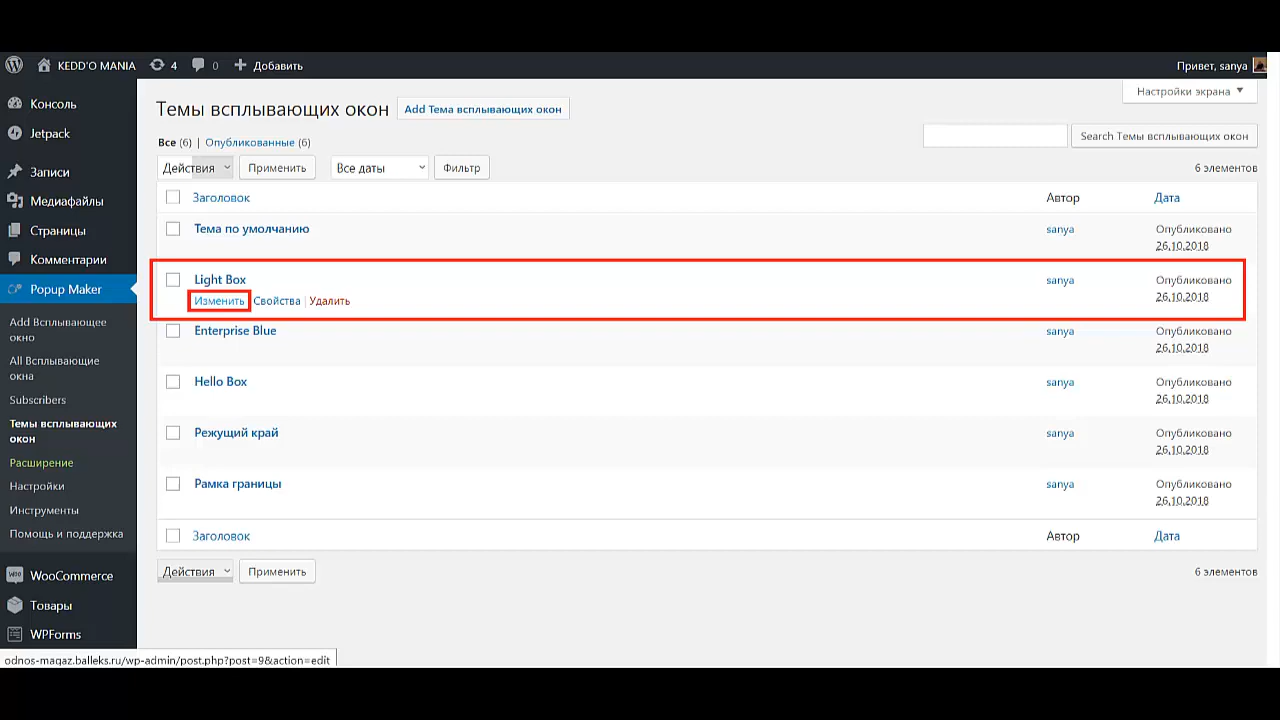 KEDD'O MANIA 4 0 Добавить Привет, sanya
Консоль
Jetpack
Записи
Медиафайлы
Страницы
Комментарии
Popup Maker
Add Всплывающее
окно
All Всплывающие
окна
Subscribers
Темы всплывающих
окон
Расширение
Настройки
Инструменты
Помощь и поддержка
WooCommerce
Товары
WPForms
Настройки экрана
Темы всплывающих окон Add Тема всплывающих окон
Все (6) | Опубликованные (6)
Search Темы всплывающих окон
Действия Применить Все даты Фильтр 6 элементов
Заголовок Автор Дата
Тема по умолчанию sanya Опубликовано
26.10.2018
Light Box sanya Опубликовано
Изменить Свойства | Удалить 26.10.2018
Enterprise Blue sanya Опубликовано
26.10.2018
Hello Box sanya Опубликовано
26.10.2018
Режущий край sanya Опубликовано
26.10.2018
Рамка границы sanya Опубликовано
26.10.2018
Заголовок Автор Дата
Действия Применить 6 элементов
odnos-magaz.balleks.ru/wp-admin/post.php?post=9&action=edit